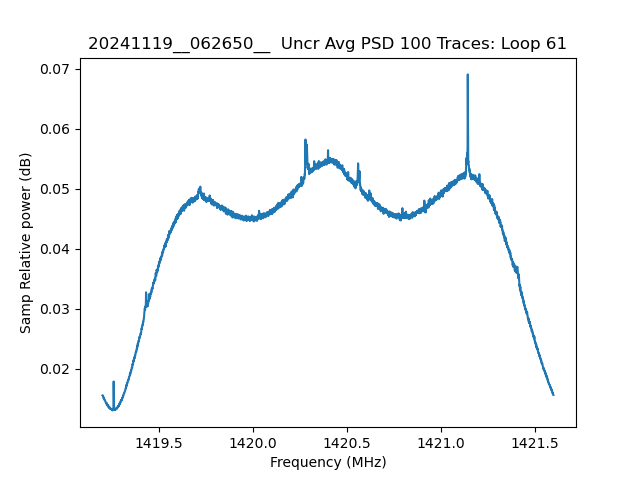 20241119__062650__  Uncr Avg PSD 100 Traces: Loop 61
0.07
0.06
0.05
0.04
0.03
0.02
Samp Relative power (dB)
1419.5 1420.0 1420.5 1421.0 1421.5
Frequency (MHz)